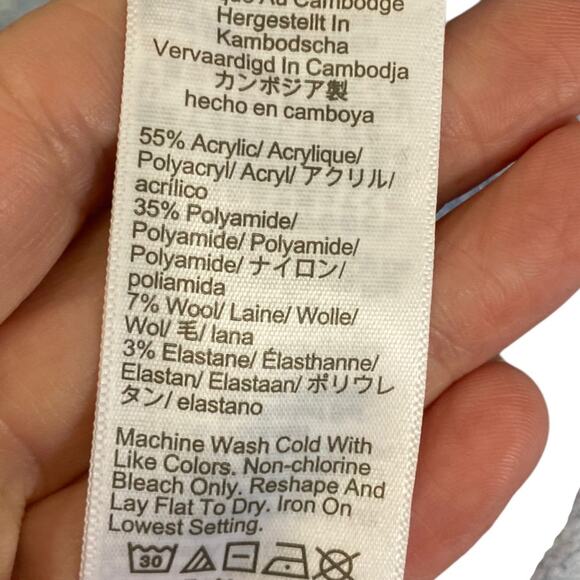 Au Cambodge
Hergestellt In
Kambodscha
Vervaardigd In Cambodja
カンボジア製
hecho en camboya
55% Acrylic/ Acrylique/
Polyacryl/ Acryl/ アクリル/
acrílico
35% Polyamide/
Polyamide/ Polyamide/
Polyamide/ ナイロン/
poliamida
7% Wool/ Laine/ Wolle/
Wol/ 毛/ lana
3% Elastane/ Élasthanne/
Elastan/ Elastaan/ ポリウレ
タン/ elastano
Machine Wash Cold With
Like Colors. Non-chlorine
Bleach Only. Reshape And
Lay Flat To Dry. Iron On
Lowest Setting.
30